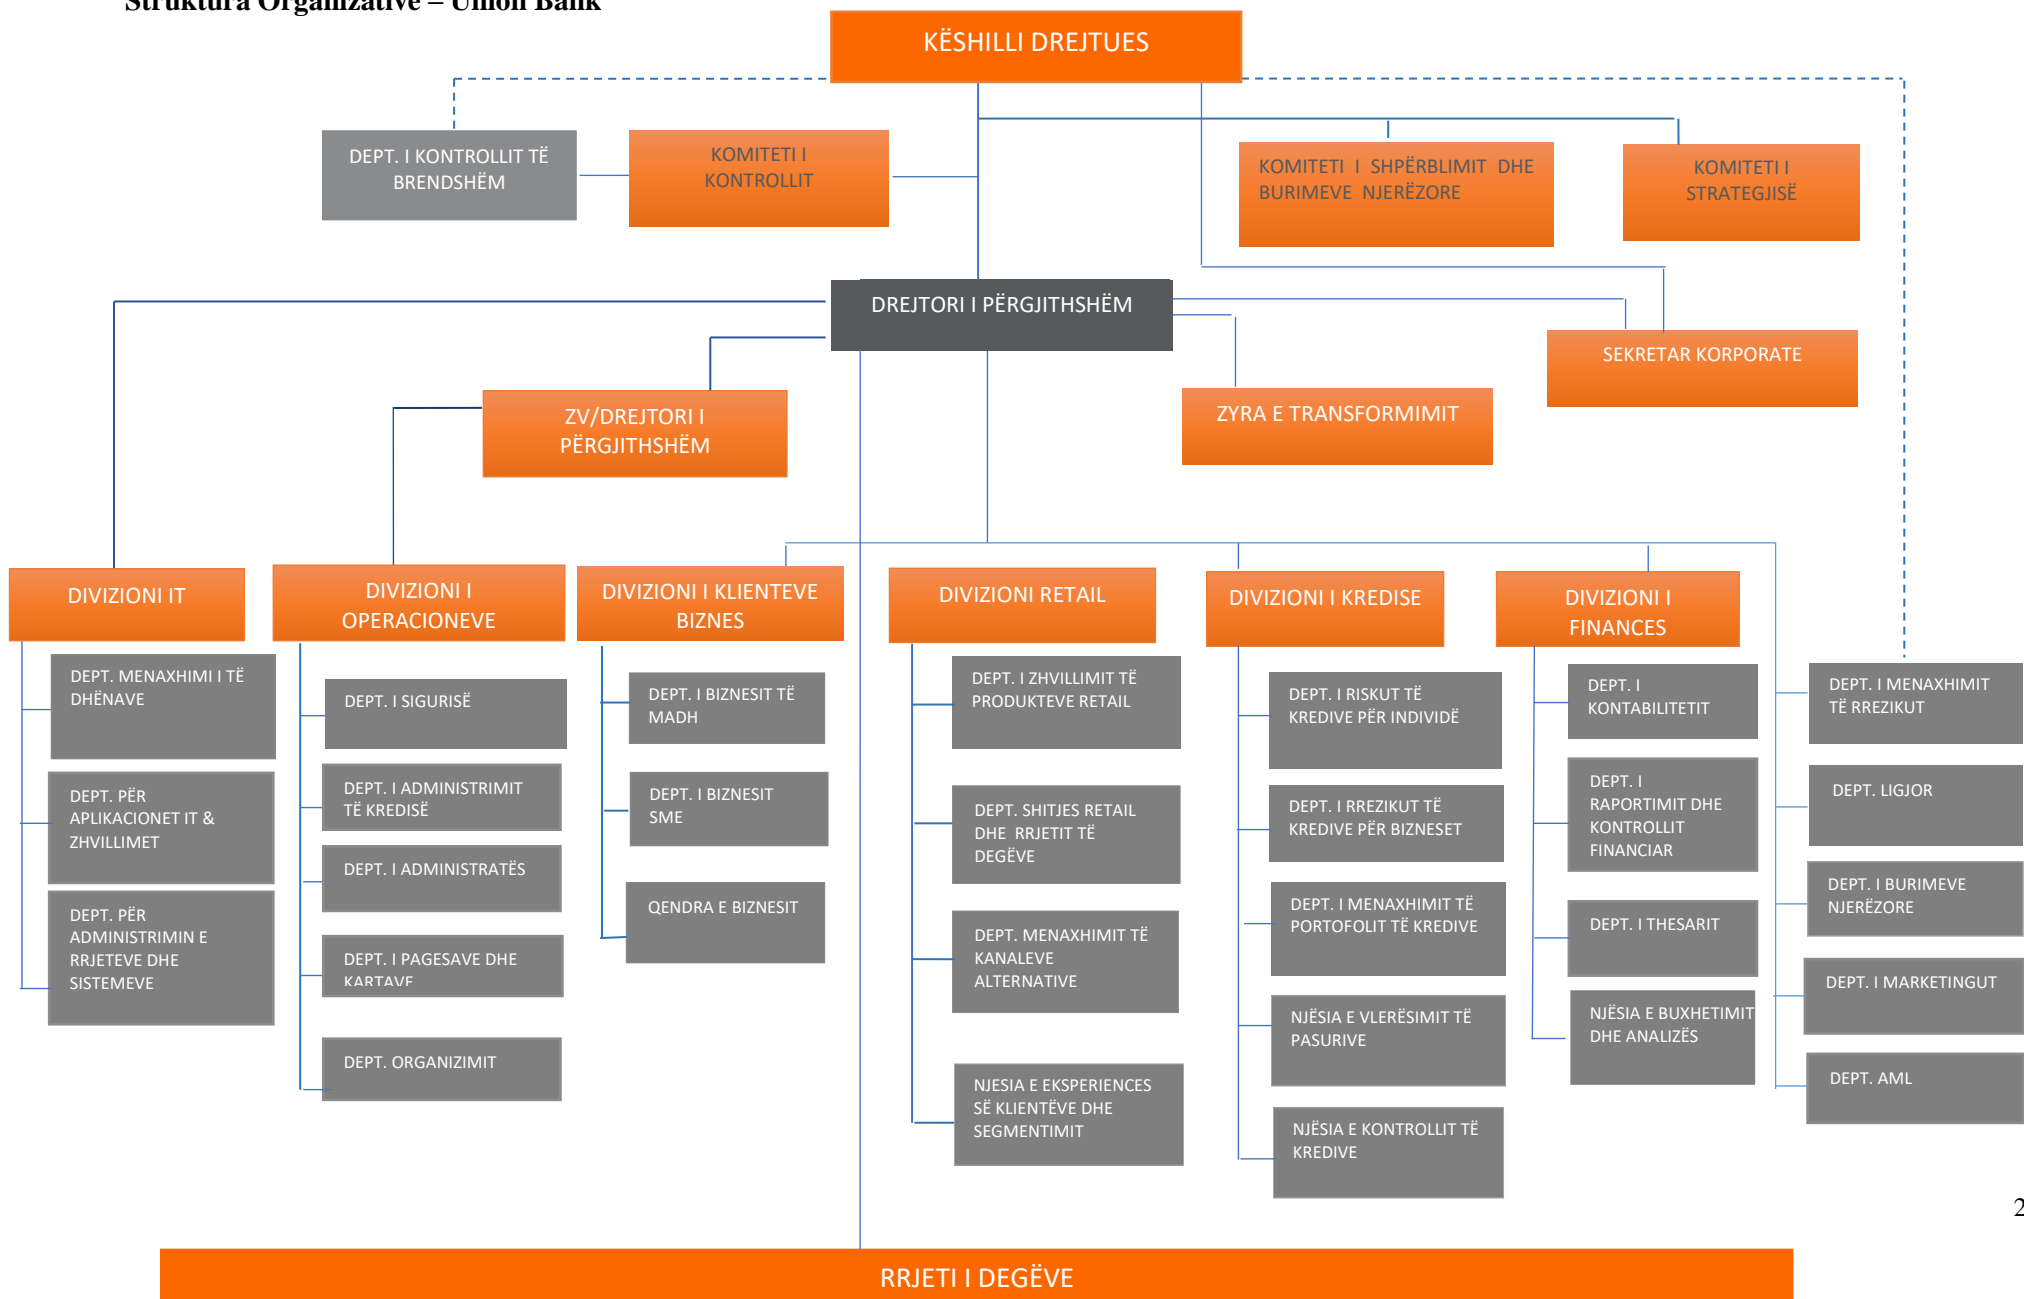 Struktura Organizative – Union Bank
KËSHILLI DREJTUES
DEPT. I KONTROLLIT TË
BRENDSHËM
KOMITETI I
KONTROLLIT
KOMITETI I SHPËRBLIMIT DHE
BURIMEVE NJERËZORE
KOMITETI I
STRATEGJISË
DREJTORI I PËRGJITHSHËM
SEKRETAR KORPORATE
ZV/DREJTORI I
PËRGJITHSHËM
ZYRA E TRANSFORMIMIT
DIVIZIONI IT
DEPT. MENAXHIMI I TË
DHËNAVE
DEPT. PËR
APLIKACIONET IT &
ZHVILLIMET
DEPT. PËR
ADMINISTRIMIN E
RRJETEVE DHE
SISTEMEVE
DIVIZIONI I
OPERACIONEVE
DEPT. I SIGURISË
DEPT. I ADMINISTRIMIT
TË KREDISË
DEPT. I ADMINISTRATËS
DEPT. I PAGESAVE DHE
KARTAVE
DEPT. ORGANIZIMIT
DIVIZIONI I KLIENTEVE
BIZNES
DEPT. I BIZNESIT TË
MADH
DEPT. I BIZNESIT
SME
QENDRA E BIZNESIT
DIVIZIONI RETAIL
DEPT. I ZHVILLIMIT TË
PRODUKTEVE RETAIL
DEPT. SHITJES RETAIL
DHE RRJETIT TË
DEGËVE
DEPT. MENAXHIMIT TË
KANALEVE
ALTERNATIVE
NJESIA E EKSPERIENCES
SË KLIENTËVE DHE
SEGMENTIMIT
DIVIZIONI I KREDISE
DEPT. I RISKUT TË
KREDIVE PËR INDIVIDË
DEPT. I RREZIKUT TË
KREDIVE PËR BIZNESET
DEPT. I MENAXHIMIT TË
PORTOFOLIT TË KREDIVE
NJËSIA E VLERËSIMIT TË
PASURIVE
NJËSIA E KONTROLLIT TË
KREDIVE
DIVIZIONI I
FINANCES
DEPT. I
KONTABILITETIT
DEPT. I
RAPORTIMIT DHE
KONTROLLIT
FINANCIAR
DEPT. I THESARIT
NJËSIA E BUXHETIMIT
DHE ANALIZËS
DEPT. I MENAXHIMIT
TË RREZIKUT
DEPT. LIGJOR
DEPT. I BURIMEVE
NJERËZORE
DEPT. I MARKETINGUT
DEPT. AML
2
RRJETI I DEGËVE